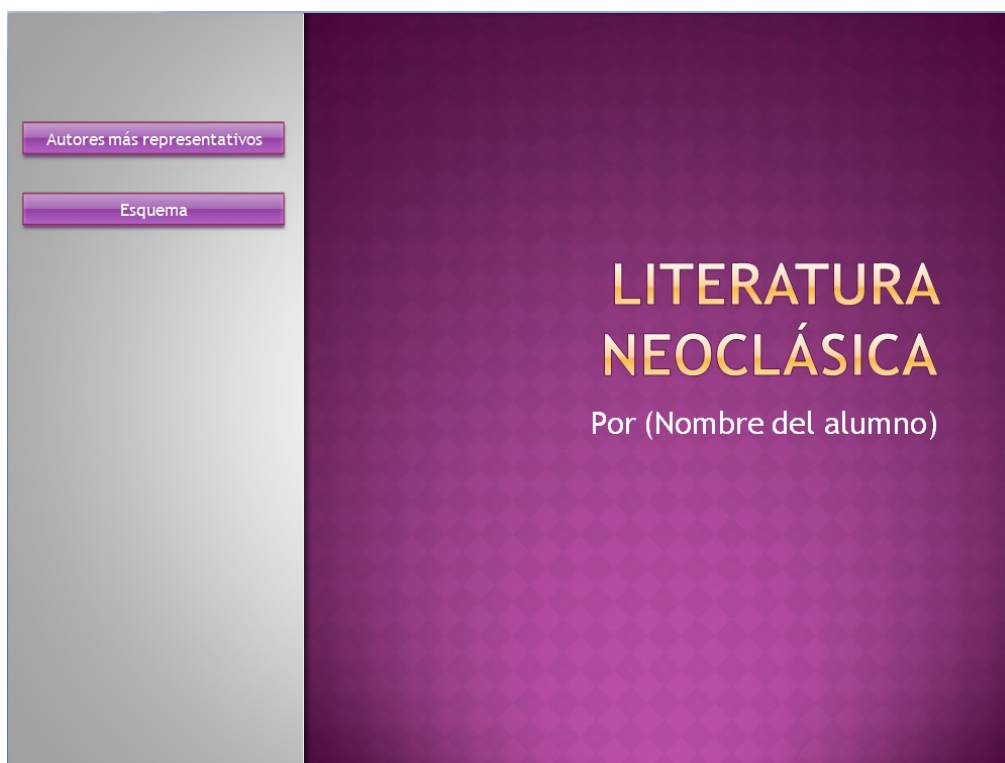 Autores más representativos
Esquema
LITERATURA
NEOCLÁSICA
Por (Nombre del alumno)